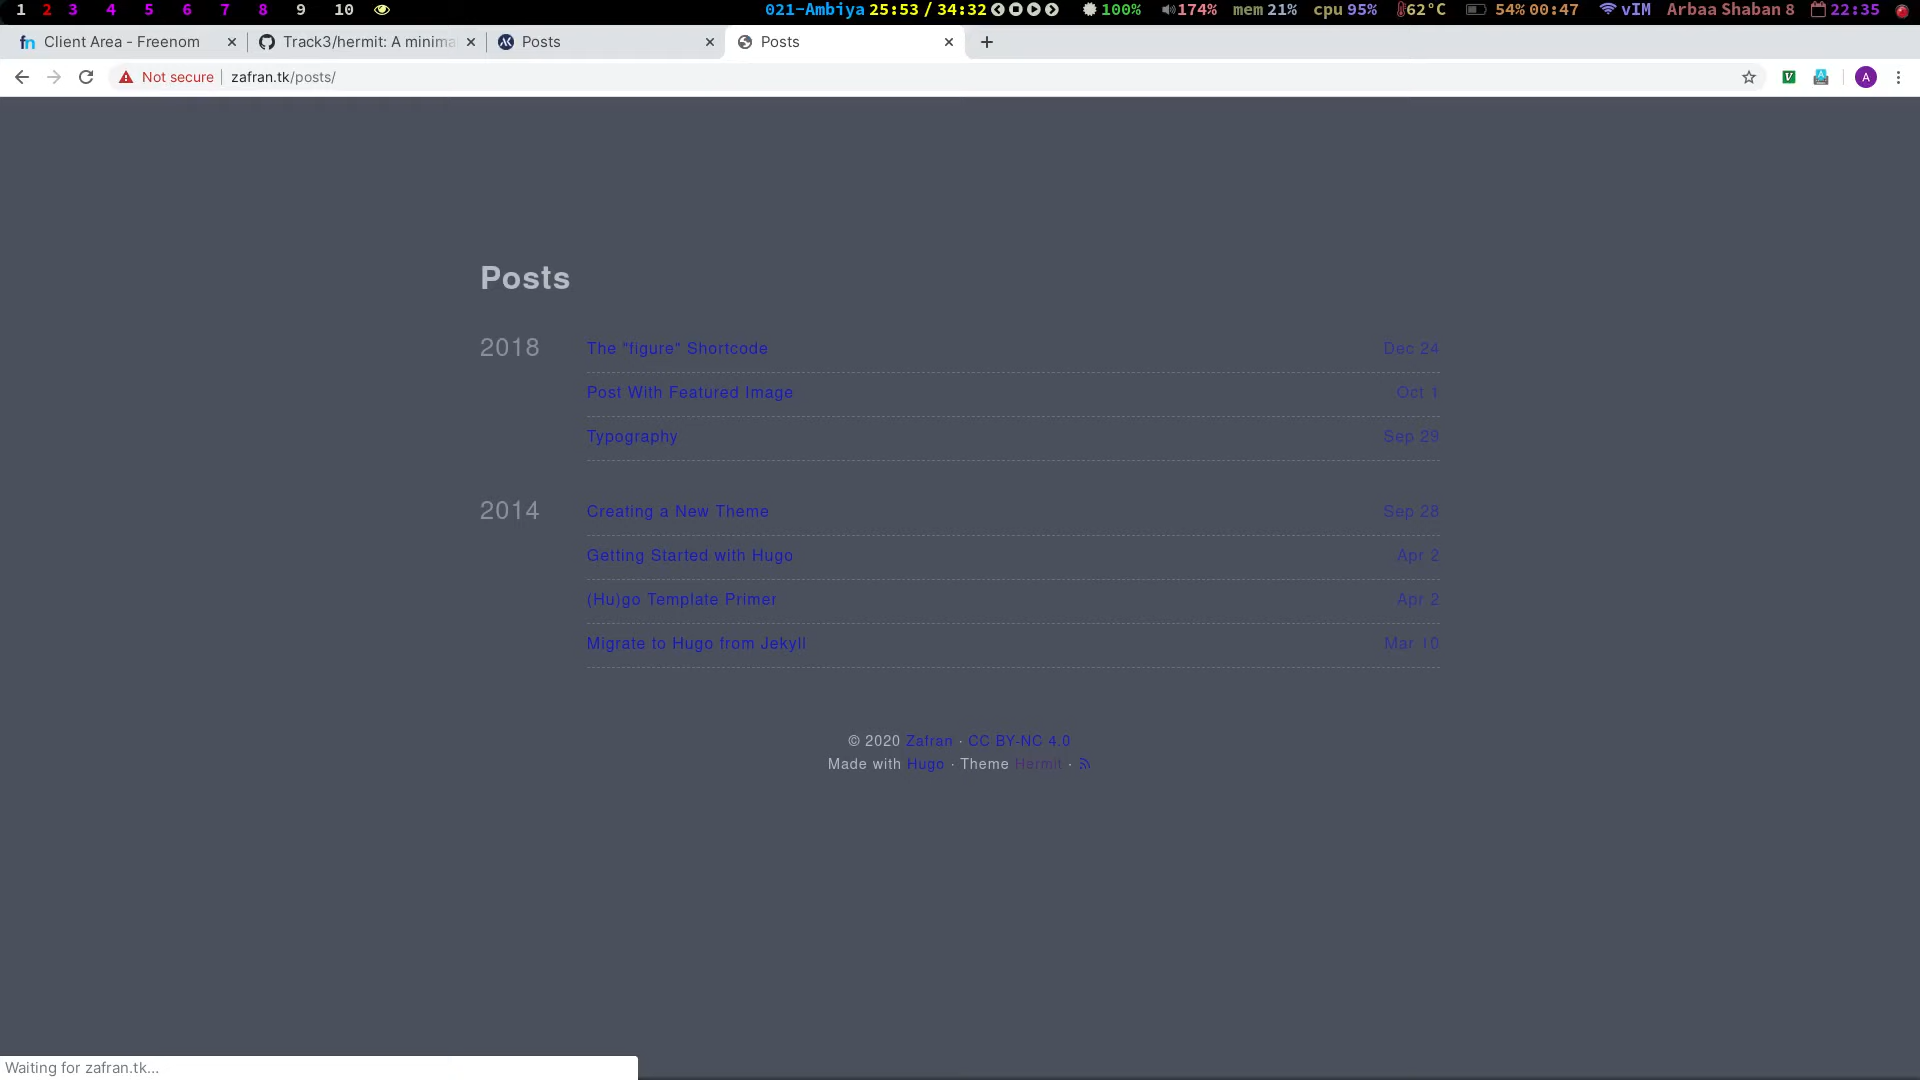 1 2 3 4 5 6 7 8 9 10 021-Ambiya 25:53 / 34:32 100% 174% mem 21% cpu 95% 62°C 54% 00:47 vIM Arbaa Shaban 8 22:35
Client Area - Freenom Track3/hermit: A minima Posts Posts
Not secure zafran.tk/posts/ A
Posts
2018 The "figure" Shortcode Dec 24
Post With Featured Image Oct 1
Typography Sep 29
2014 Creating a New Theme Sep 28
Getting Started with Hugo Apr 2
(Hu)go Template Primer Apr 2
Migrate to Hugo from Jekyll Mar 10
© 2020 Zafran · CC BY-NC 4.0
Made with Hugo · Theme Hermit ·
Waiting for zafran.tk...